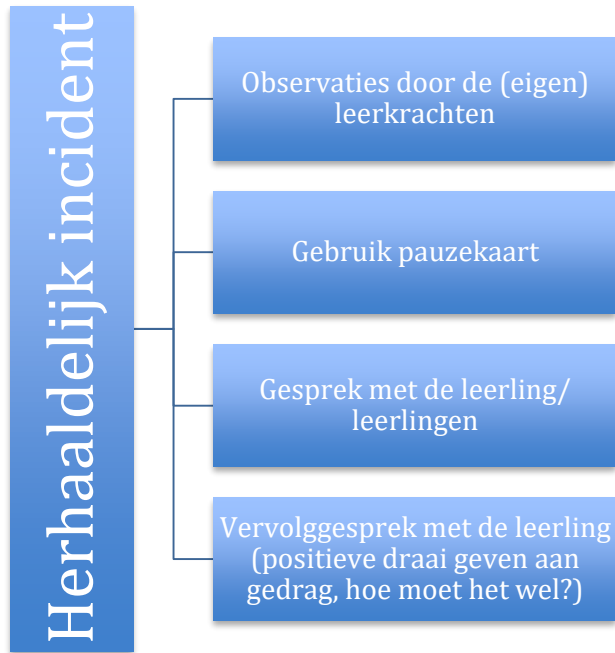 Herhaaldelijk incident
Observaties door de (eigen)
leerkrachten
Gebruik pauzekaart
Gesprek met de leerling/
leerlingen
Vervolggesprek met de leerling
(positieve draai geven aan
gedrag, hoe moet het wel?)